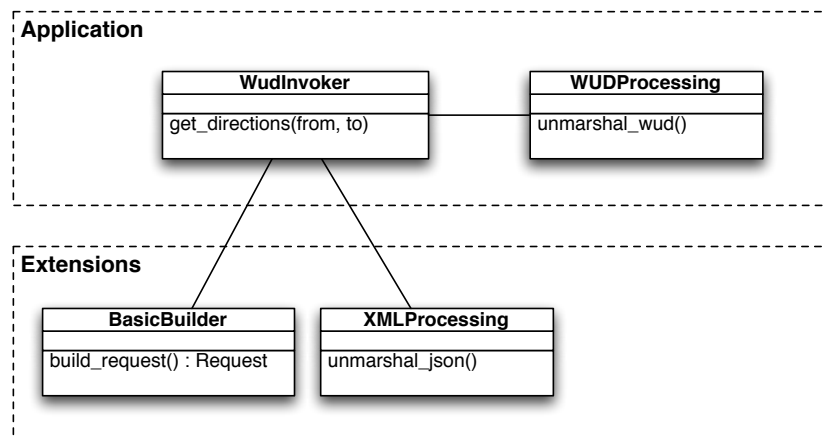 Application
WudInvoker
get_directions(from, to)
WUDProcessing
unmarshal_wud()
Extensions
BasicBuilder
build_request() : Request
XMLProcessing
unmarshal_json()